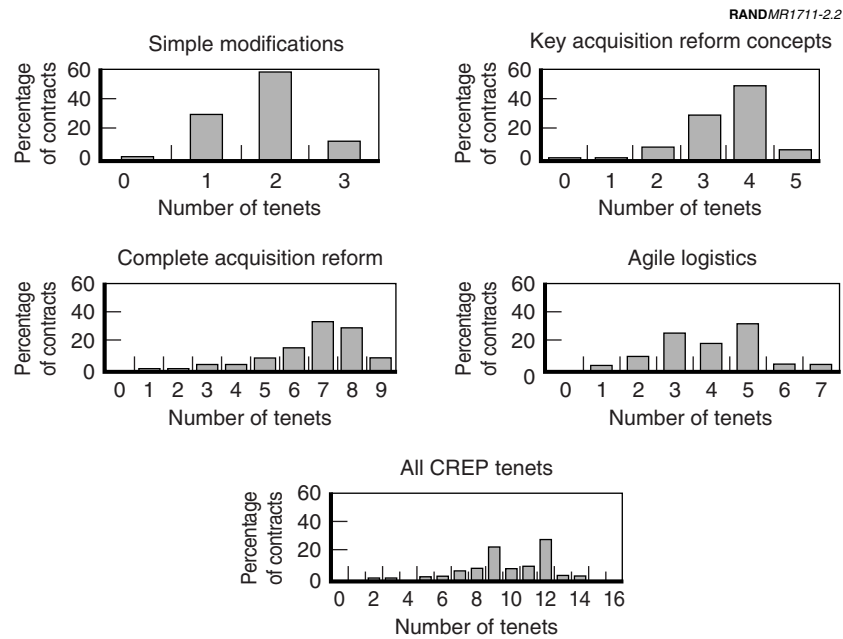 RANDMR1711-2.2
Simple modifications
Percentage
of contracts
60
40
20
0
0 1 2 3
Number of tenets
Key acquisition reform concepts
Percentage
of contracts
60
40
20
0
0 1 2 3 4 5
Number of tenets
Complete acquisition reform
Percentage
of contracts
60
40
20
0
0 1 2 3 4 5 6 7 8 9
Number of tenets
Agile logistics
Percentage
of contracts
60
40
20
0
0 1 2 3 4 5 6 7
Number of tenets
All CREP tenets
Percentage
of contracts
60
40
20
0
0 2 4 6 8 10 12 14 16
Number of tenets